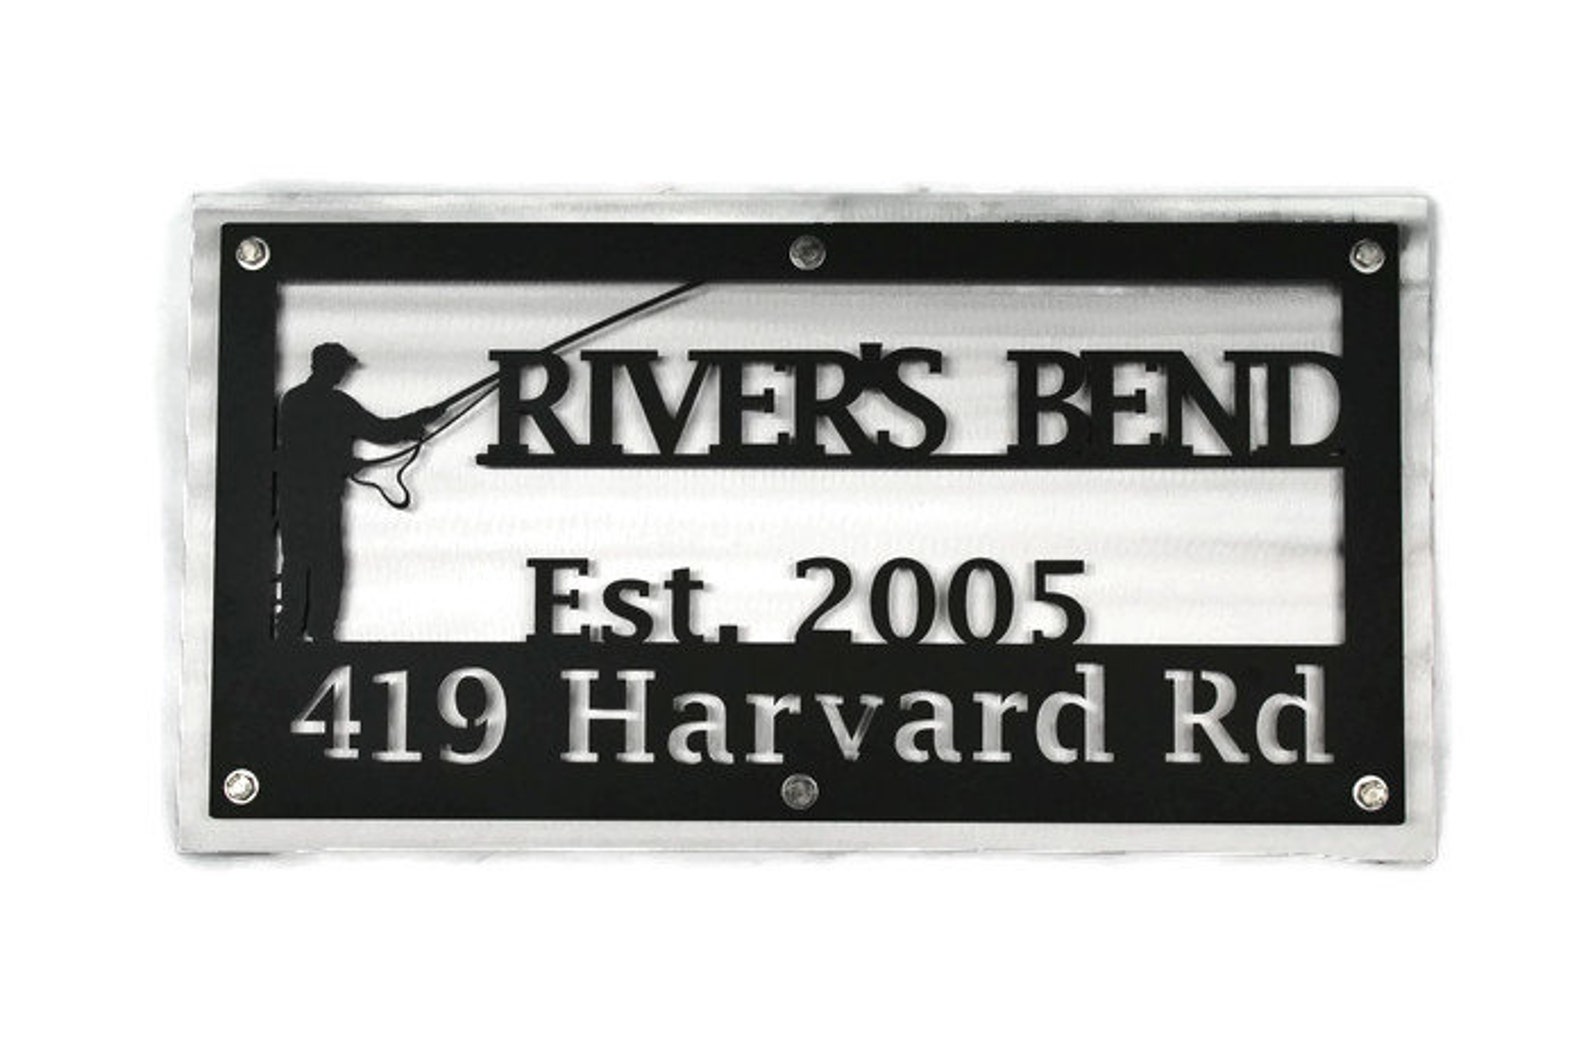 RIVER'S BEND
Est. 2005
419 Harvard Rd